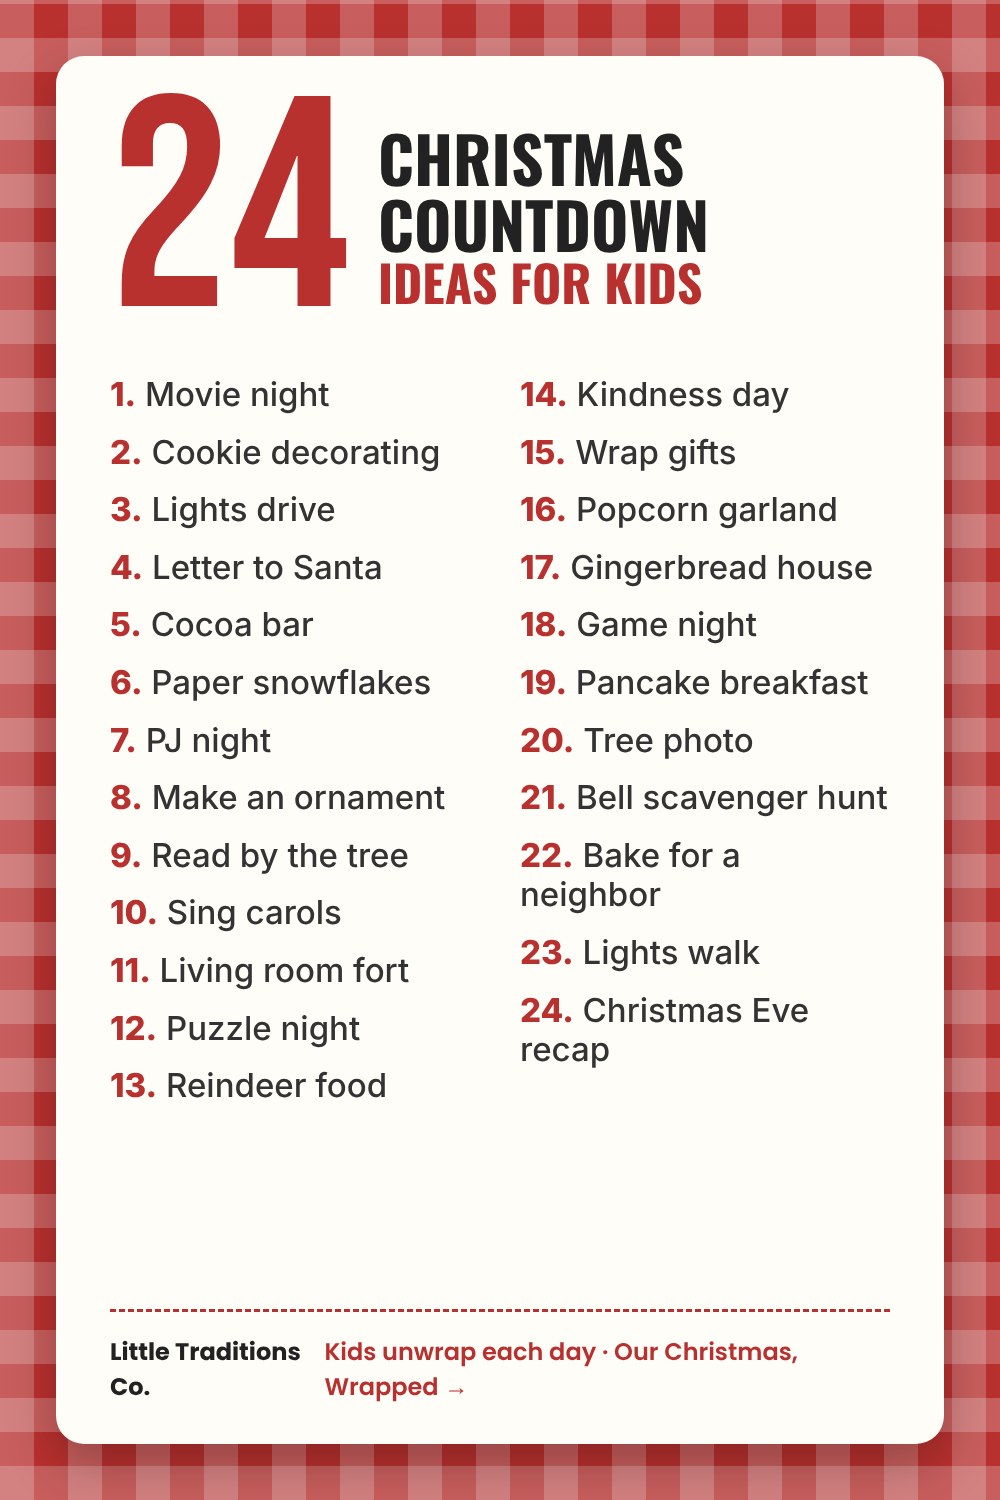 24
CHRISTMAS
COUNTDOWN
IDEAS FOR KIDS
1. Movie night
2. Cookie decorating
3. Lights drive
4. Letter to Santa
5. Cocoa bar
6. Paper snowflakes
7. PJ night
8. Make an ornament
9. Read by the tree
10. Sing carols
11. Living room fort
12. Puzzle night
13. Reindeer food
14. Kindness day
15. Wrap gifts
16. Popcorn garland
17. Gingerbread house
18. Game night
19. Pancake breakfast
20. Tree photo
21. Bell scavenger hunt
22. Bake for a
neighbor
23. Lights walk
24. Christmas Eve
recap
Little Traditions
Co.
Kids unwrap each day · Our Christmas,
Wrapped →